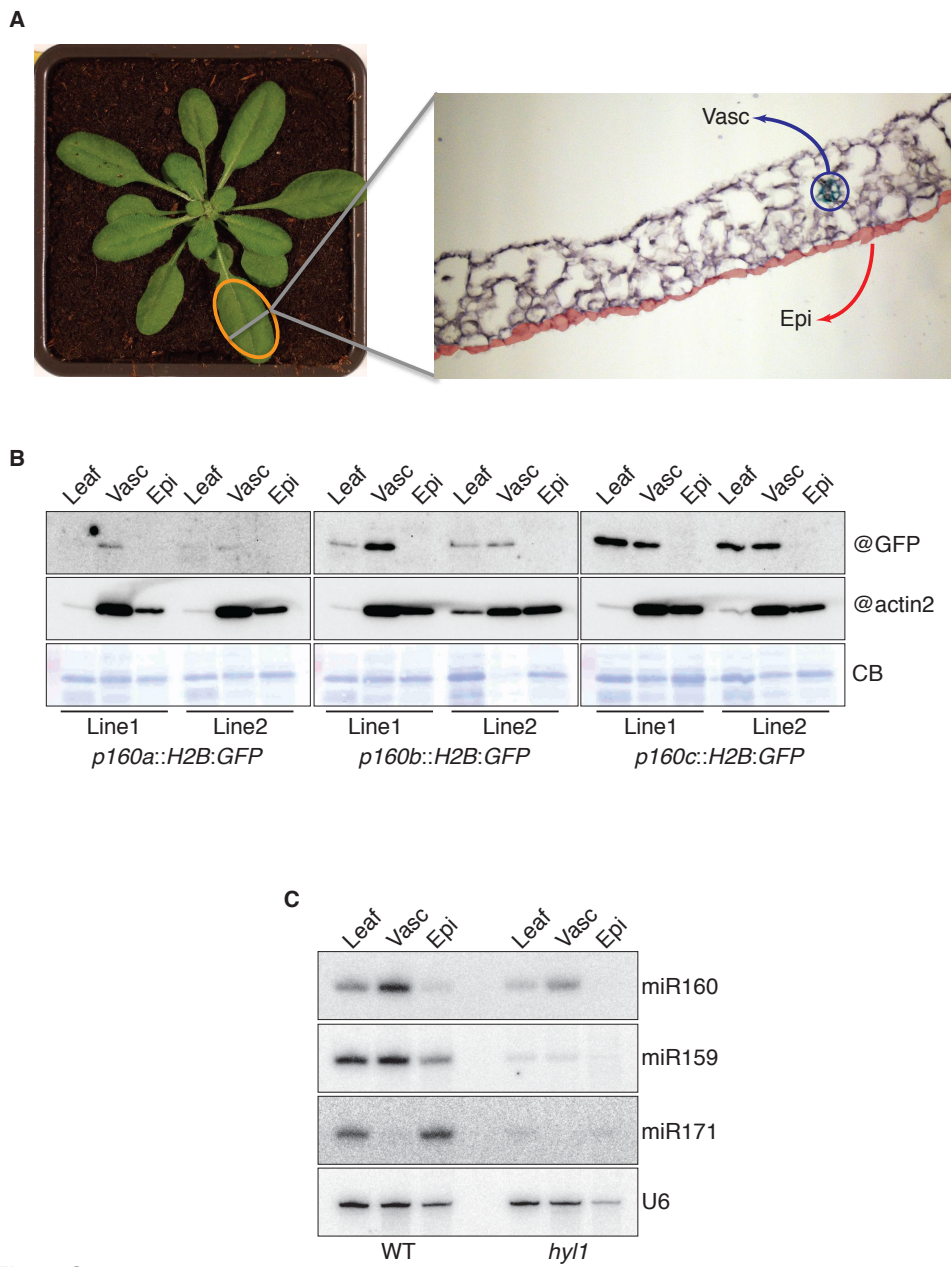 A
Vasc
Epi
B
Leaf Vasc Epi Leaf Vasc Epi Leaf Vasc Epi Leaf Vasc Epi Leaf Vasc Epi Leaf Vasc Epi
@GFP
@actin2
CB
Line1 Line2 Line1 Line2 Line1 Line2
p160a::H2B:GFP p160b::H2B:GFP p160c::H2B:GFP
C
Leaf Vasc Epi Leaf Vasc Epi
miR160
miR159
miR171
U6
WT hyl1